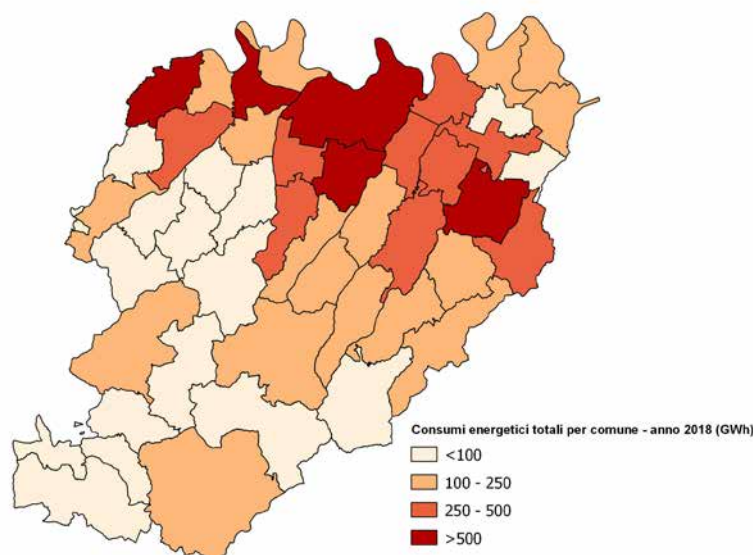 Consumi energetici totali per comune - anno 2018 (GWh)
<100
100 - 250
250 - 500
>500